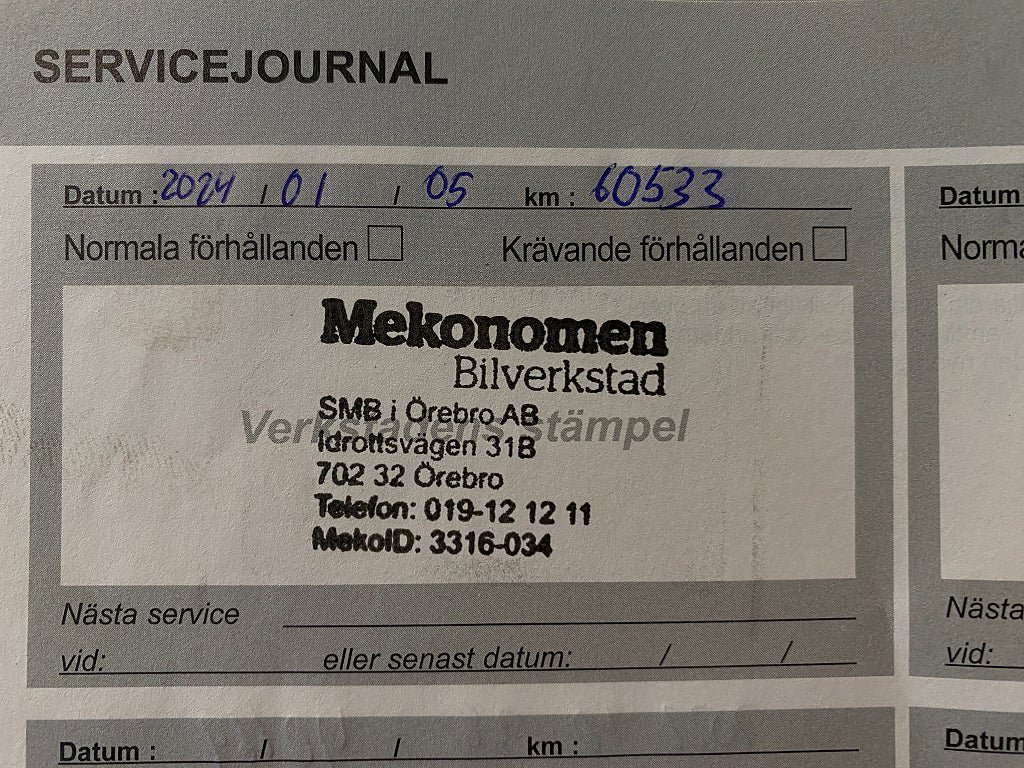 SERVICEJOURNAL
Datum : 2024 / 01 / 05 km : 60533
Normala förhållanden Krävande förhållanden
Mekonomen
Bilverkstad
Verkstadens stämpel
SMB i Örebro AB
Idrottsvägen 31B
702 32 Örebro
Telefon: 019-12 12 11
MekoID: 3316-034
Nästa service
vid: eller senast datum: / /
Datum : / / km :
Datum
Norma
Nästa
vid:
Datum